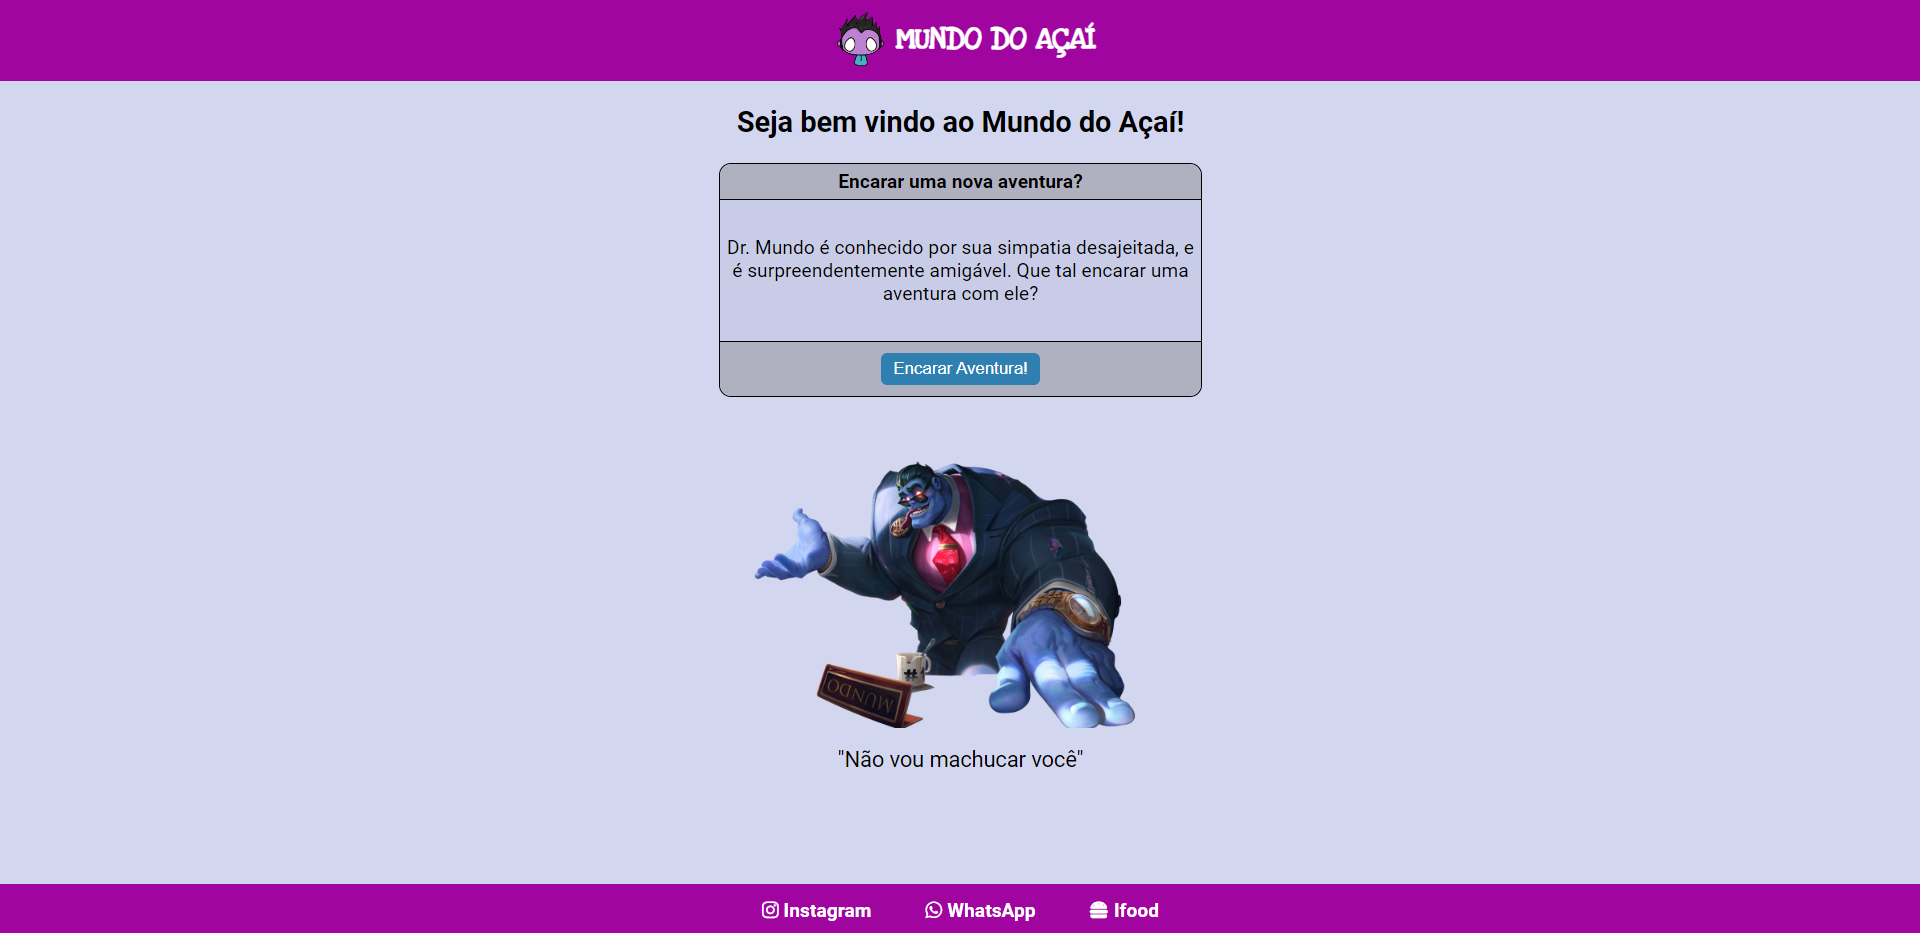 MUNDO DO AÇAÍ
Seja bem vindo ao Mundo do Açaí!
Encarar uma nova aventura?
Dr. Mundo é conhecido por sua simpatia desajeitada, e
é surpreendentemente amigável. Que tal encarar uma
aventura com ele?
Encarar Aventura!
#
MUNDO
"Não vou machucar você"
Instagram
WhatsApp
Ifood